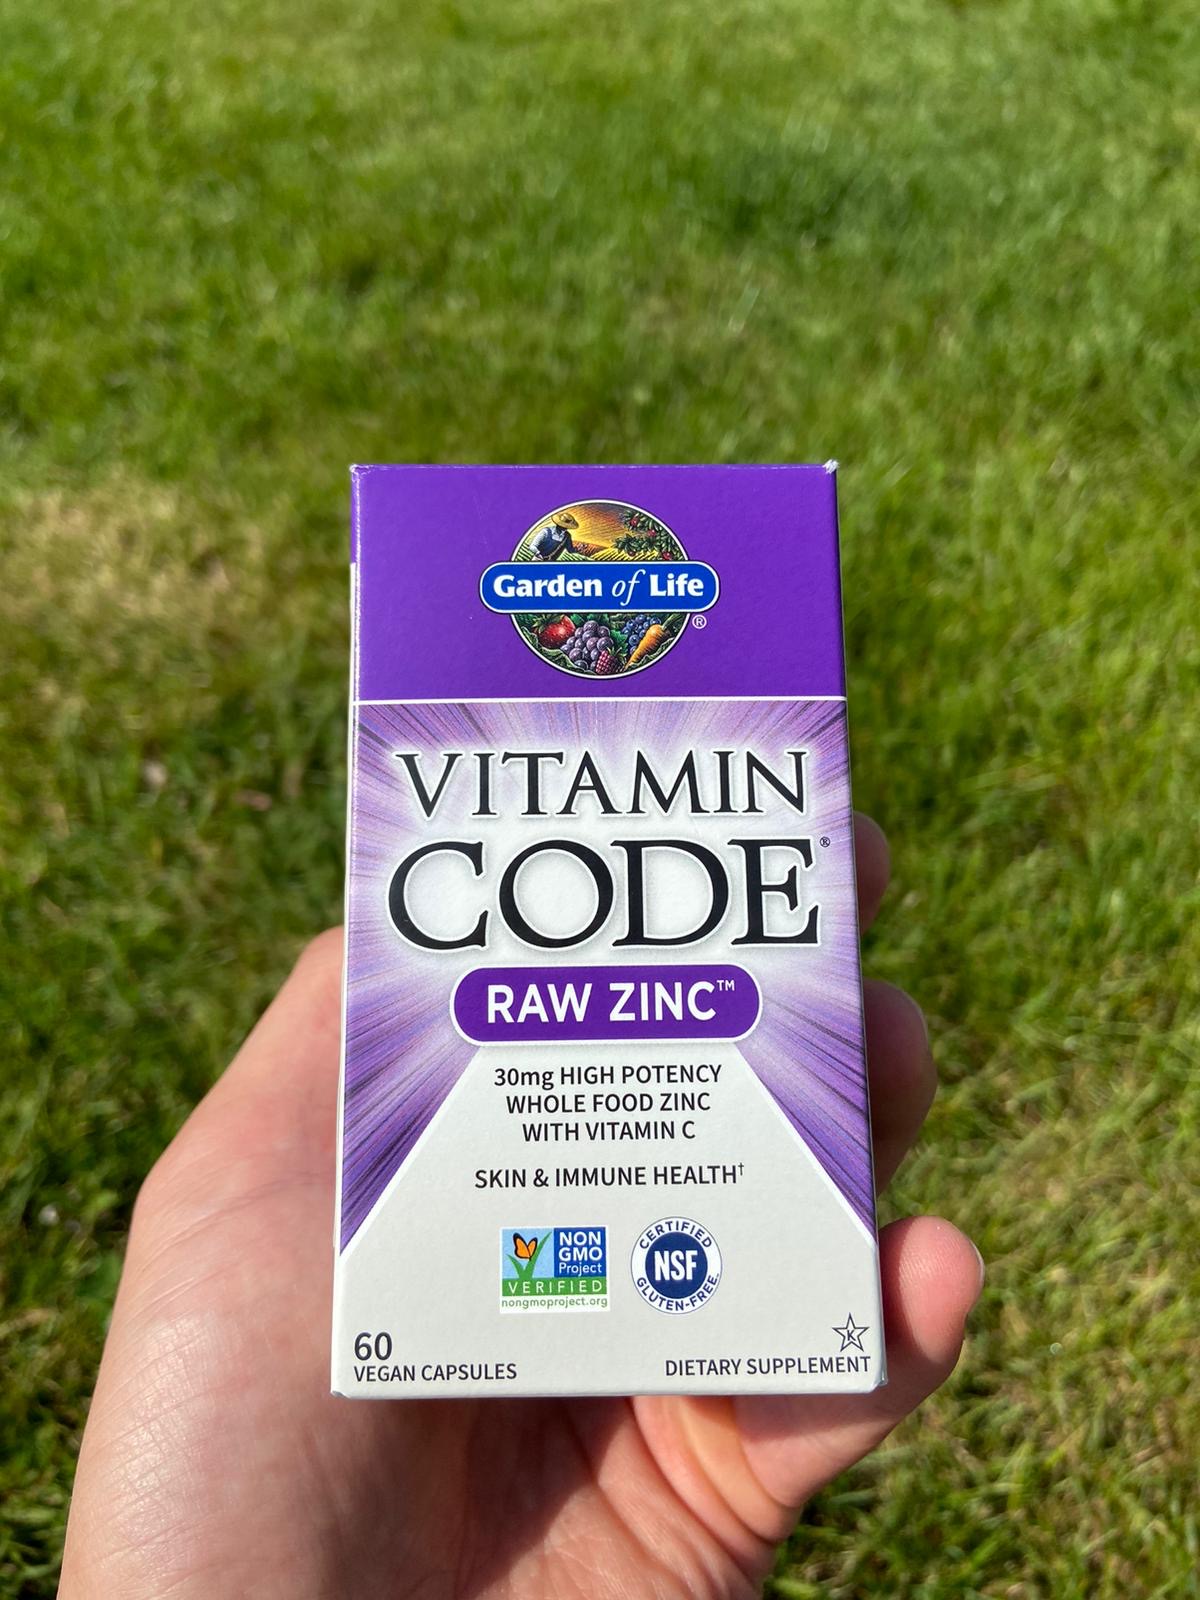 Garden of Life®
VITAMIN
CODE®
RAW ZINC™
30mg HIGH POTENCY
WHOLE FOOD ZINC
WITH VITAMIN C
SKIN & IMMUNE HEALTH†
NON
GMO
Project
VERIFIED
nongmoproject.org
CERTIFIED
NSF
GLUTEN-FREE
K
60
VEGAN CAPSULES
DIETARY SUPPLEMENT